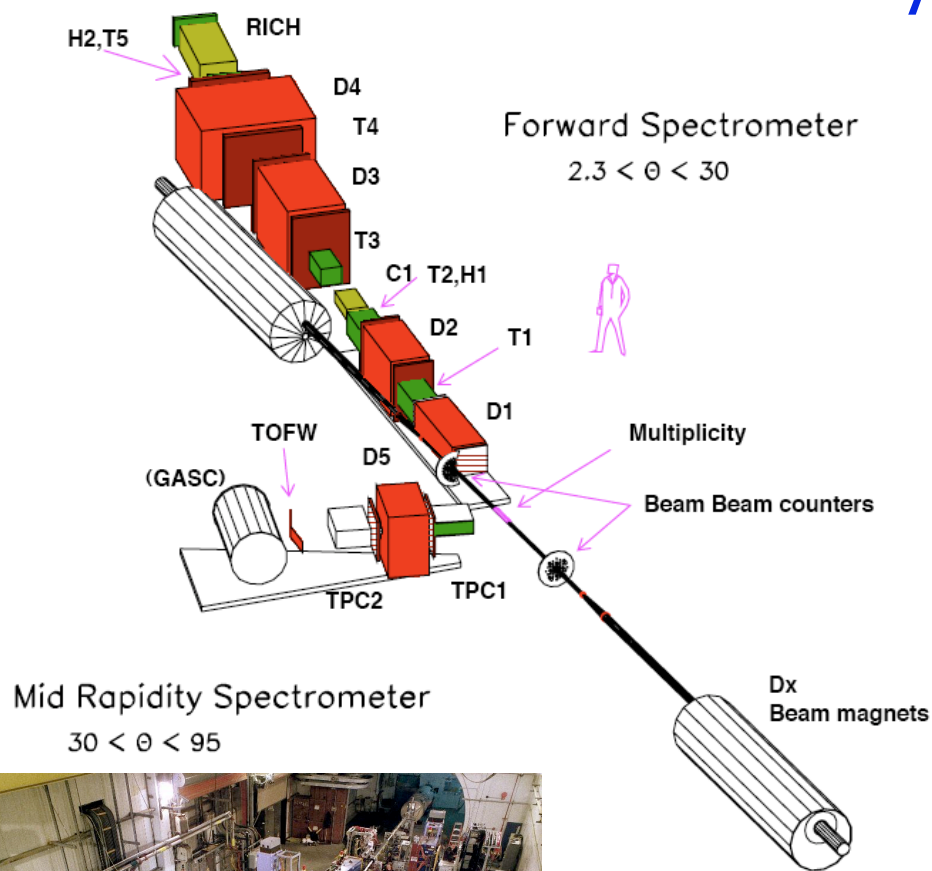 RICH
H2,T5
D4
T4
Forward Spectrometer
2.3 < Θ < 30
D3
T3
C1
T2,H1
D2
T1
D1
TOFW
D5
Multiplicity
(GASC)
Beam Beam counters
TPC2
TPC1
Mid Rapidity Spectrometer
30 < Θ < 95
Dx
Beam magnets